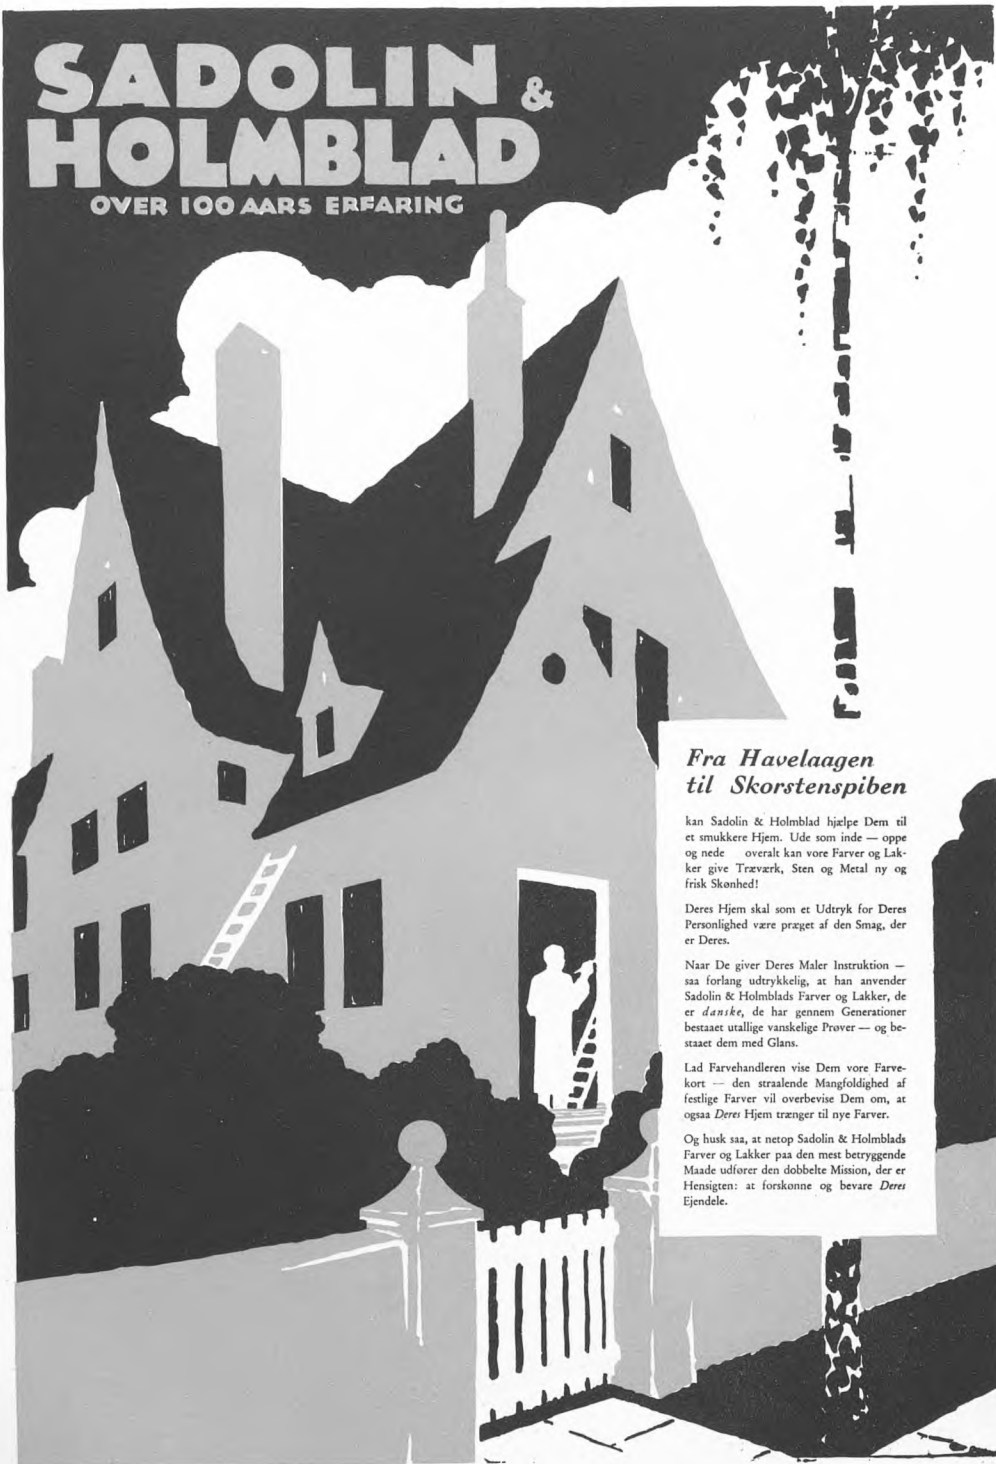 SADOLIN &
HOLMBLAD
OVER 100 AARS ERFARING
Fra Havelaagen
til Skorstenspiben
kan Sadolin & Holmblad hjælpe Dem til
et smukkere Hjem. Ude som inde — oppe
og nede overalt kan vore Farver og Lak-
ker give Træværk, Sten og Metal ny og
frisk Skønhed!
Deres Hjem skal som et Udtryk for Deres
Personlighed være præget af den Smag, der
er Deres.
Naar De giver Deres Maler Instruktion —
saa forlang udtrykkelig, at han anvender
Sadolin & Holmblads Farver og Lakker, de
er danske, de har gennem Generationer
bestaaet utallige vanskelige Prøver — og be-
staaet dem med Glans.
Lad Farvehandleren vise Dem vore Farve-
kort — den straalende Mangfoldighed af
festlige Farver vil overbevise Dem om, at
ogsaa Deres Hjem trænger til nye Farver.
Og husk saa, at netop Sadolin & Holmblads
Farver og Lakker paa den mest betryggende
Maade udfører den dobbelte Mission, der er
Hensigten: at forskønne og bevare Deres
Ejendele.